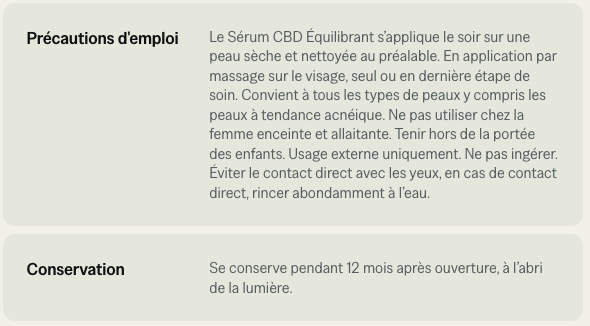 Précautions d'emploi
Le Sérum CBD Équilibrant s'applique le soir sur une
peau sèche et nettoyée au préalable. En application par
massage sur le visage, seul ou en dernière étape de
soin. Convient à tous les types de peaux y compris les
peaux à tendance acnéique. Ne pas utiliser chez la
femme enceinte et allaitante. Tenir hors de la portée
des enfants. Usage externe uniquement. Ne pas ingérer.
Éviter le contact direct avec les yeux, en cas de contact
direct, rincer abondamment à l'eau.
Conservation
Se conserve pendant 12 mois après ouverture, à l'abri
de la lumière.